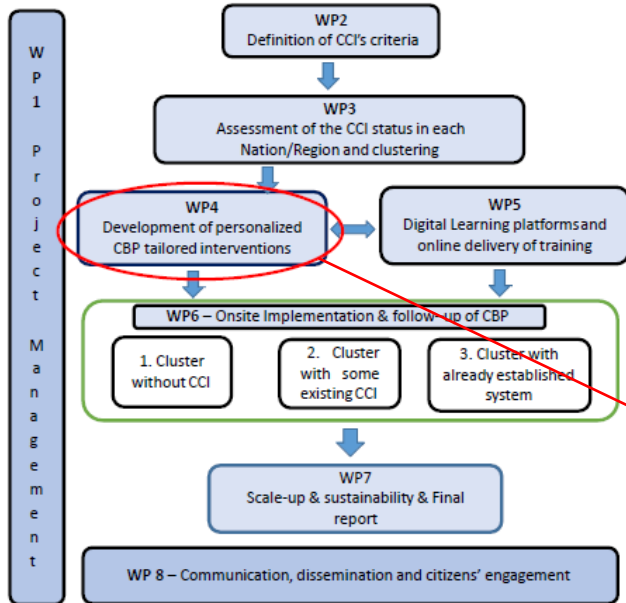 WP1 Project Management
WP2
Definition of CCI's criteria
WP3
Assessment of the CCI status in each
Nation/Region and clustering
WP4
Development of personalized
CBP tailored interventions
WP5
Digital Learning platforms and
online delivery of training
WP6 – Onsite Implementation & follow- up of CBP
1. Cluster
without CCI
2. Cluster
with some
existing CCI
3. Cluster with
already established
system
WP7
Scale-up & sustainability & Final
report
WP 8 – Communication, dissemination and citizens' engagement